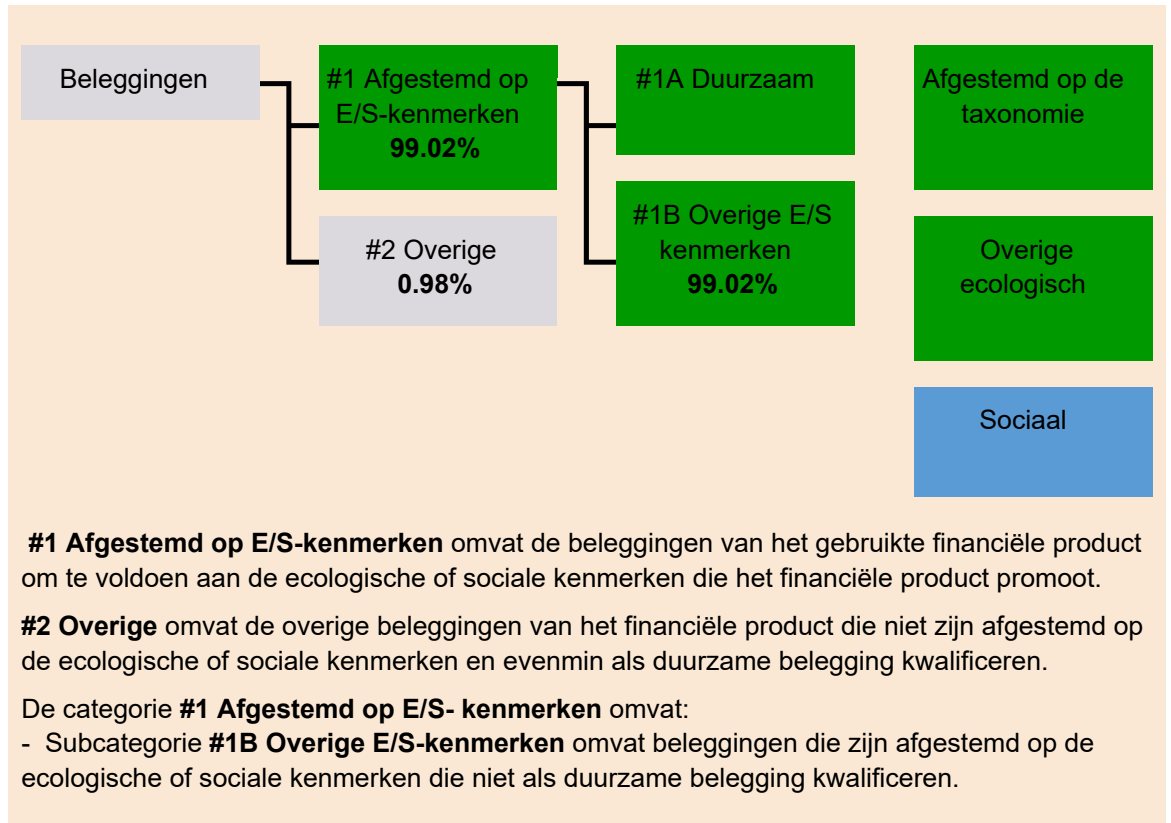 Beleggingen
#1 Afgestemd op
E/S-kenmerken
99.02%
#2 Overige
0.98%
#1A Duurzaam
#1B Overige E/S
kenmerken
99.02%
Afgestemd op de
taxonomie
Overige
ecologisch
Sociaal
#1 Afgestemd op E/S-kenmerken omvat de beleggingen van het gebruikte financiële product
om te voldoen aan de ecologische of sociale kenmerken die het financiële product promoot.
#2 Overige omvat de overige beleggingen van het financiële product die niet zijn afgestemd op
de ecologische of sociale kenmerken en evenmin als duurzame belegging kwalificeren.
De categorie #1 Afgestemd op E/S- kenmerken omvat:
- Subcategorie #1B Overige E/S-kenmerken omvat beleggingen die zijn afgestemd op de
ecologische of sociale kenmerken die niet als duurzame belegging kwalificeren.